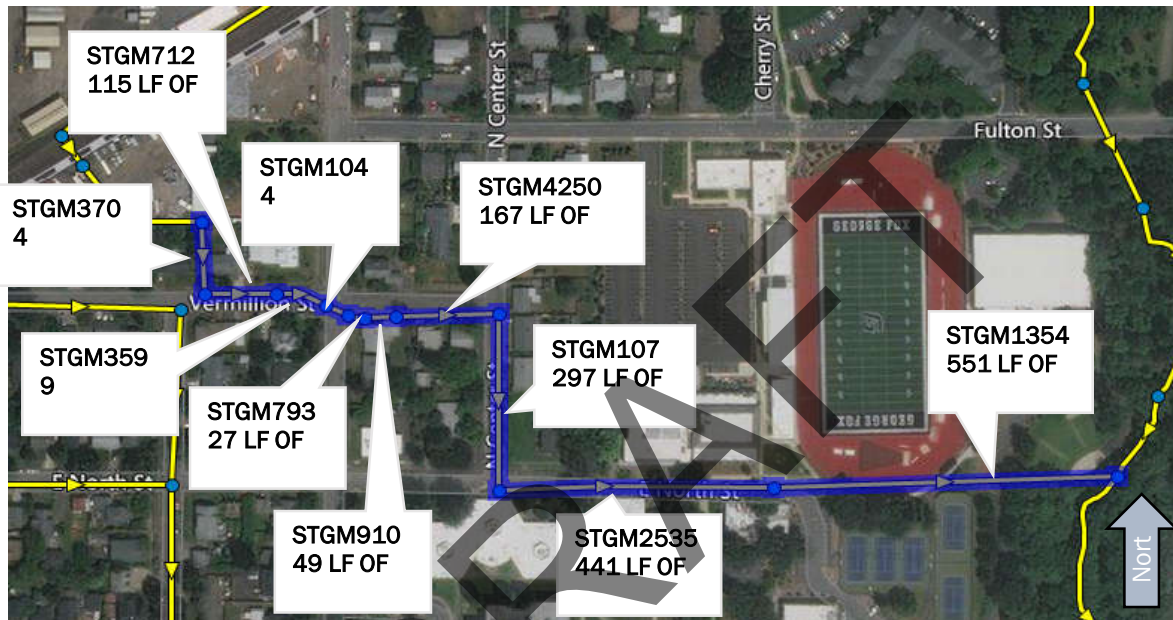 STGM712
115 LF OF
N Center St
Cherry St
Fulton St
STGM104
4
STGM4250
167 LF OF
STGM370
4
Vermillion St
STGM359
9
STGM793
27 LF OF
STGM107
297 LF OF
STGM1354
551 LF OF
GEORGE FOX
N Center St
E North St
E North St
STGM910
49 LF OF
STGM2535
441 LF OF
Nort
DRAFT